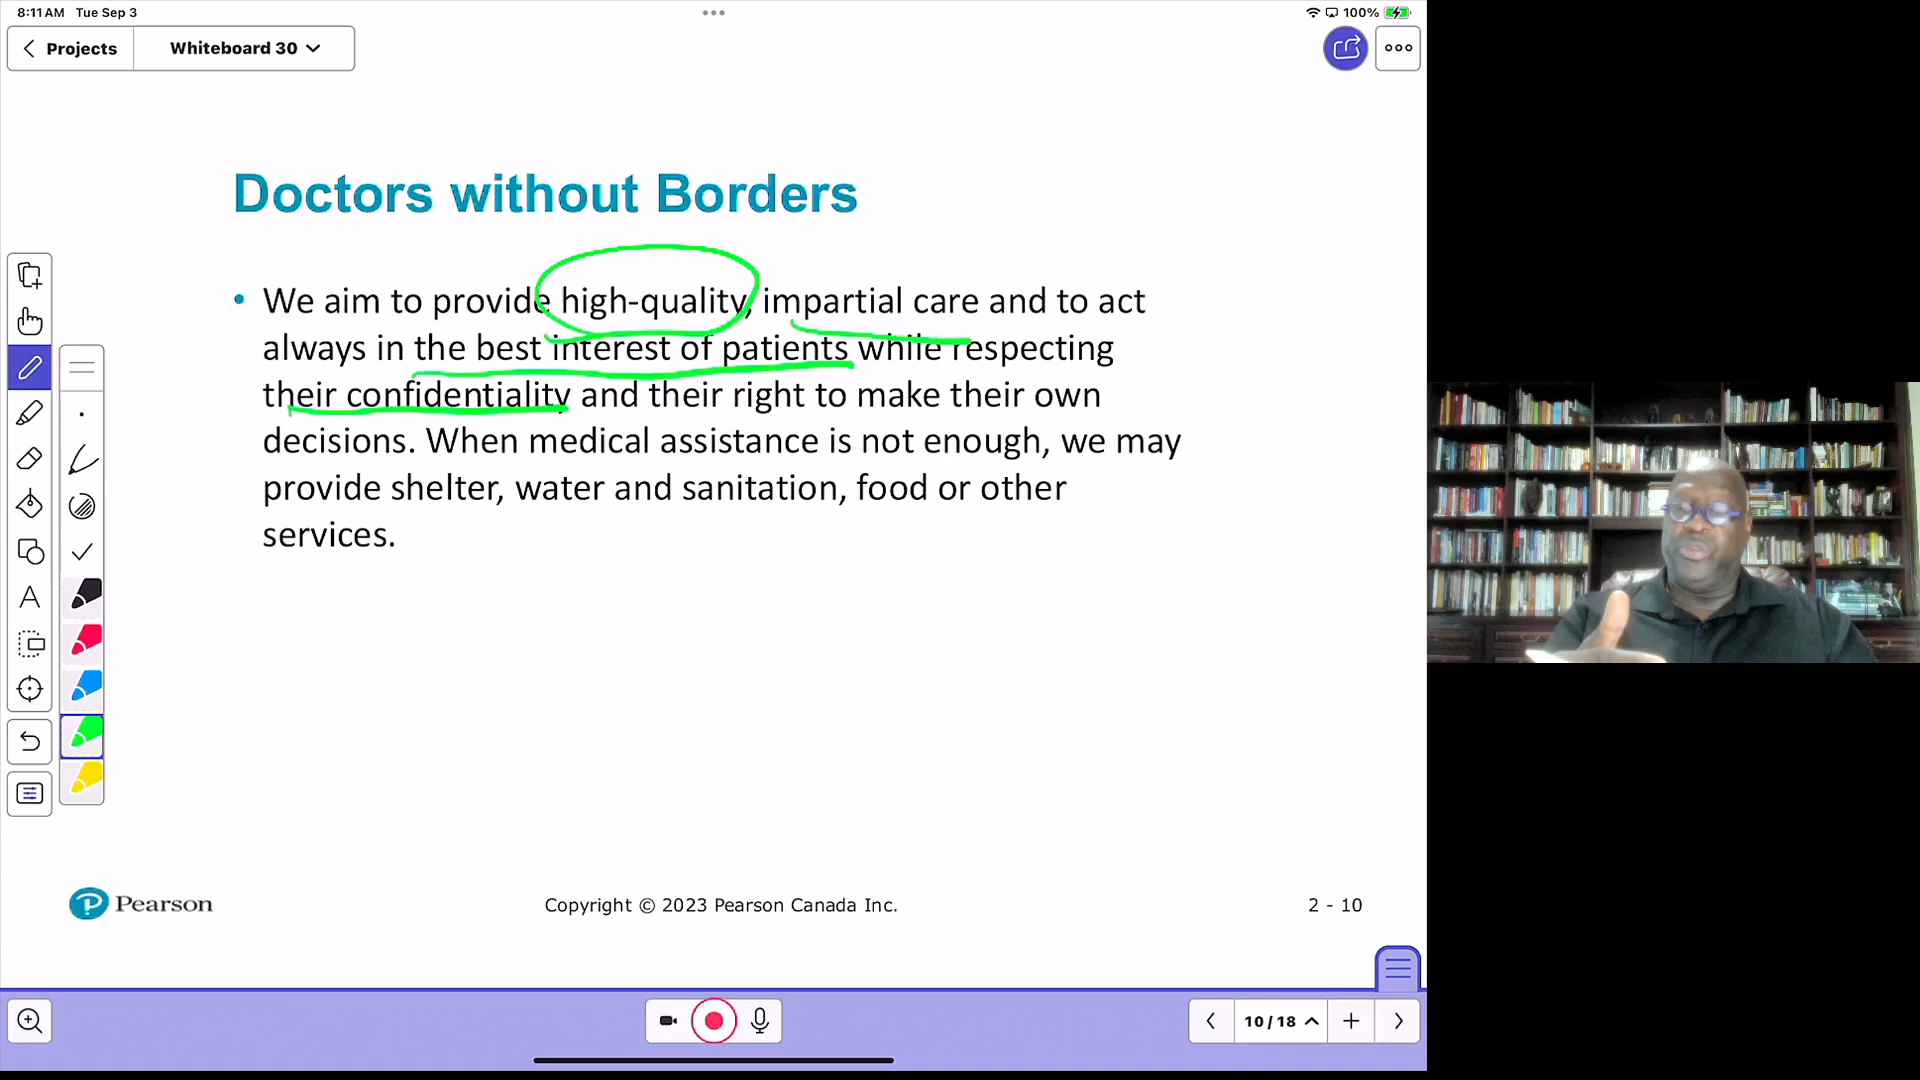 8:11 AM Tue Sep 3
100%
Projects
Whiteboard 30
Doctors without Borders
• We aim to provide high-quality, impartial care and to act
always in the best interest of patients while respecting
their confidentiality and their right to make their own
decisions. When medical assistance is not enough, we may
provide shelter, water and sanitation, food or other
services.
A
Pearson
Copyright © 2023 Pearson Canada Inc.
2 - 10
10/18